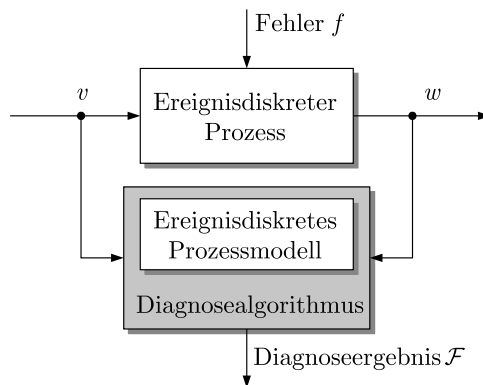 Fehler f
v
w
Ereignisdiskreter
Prozess
Ereignisdiskretes
Prozessmodell
Diagnosealgorithmus
Diagnoseergebnis ℱ